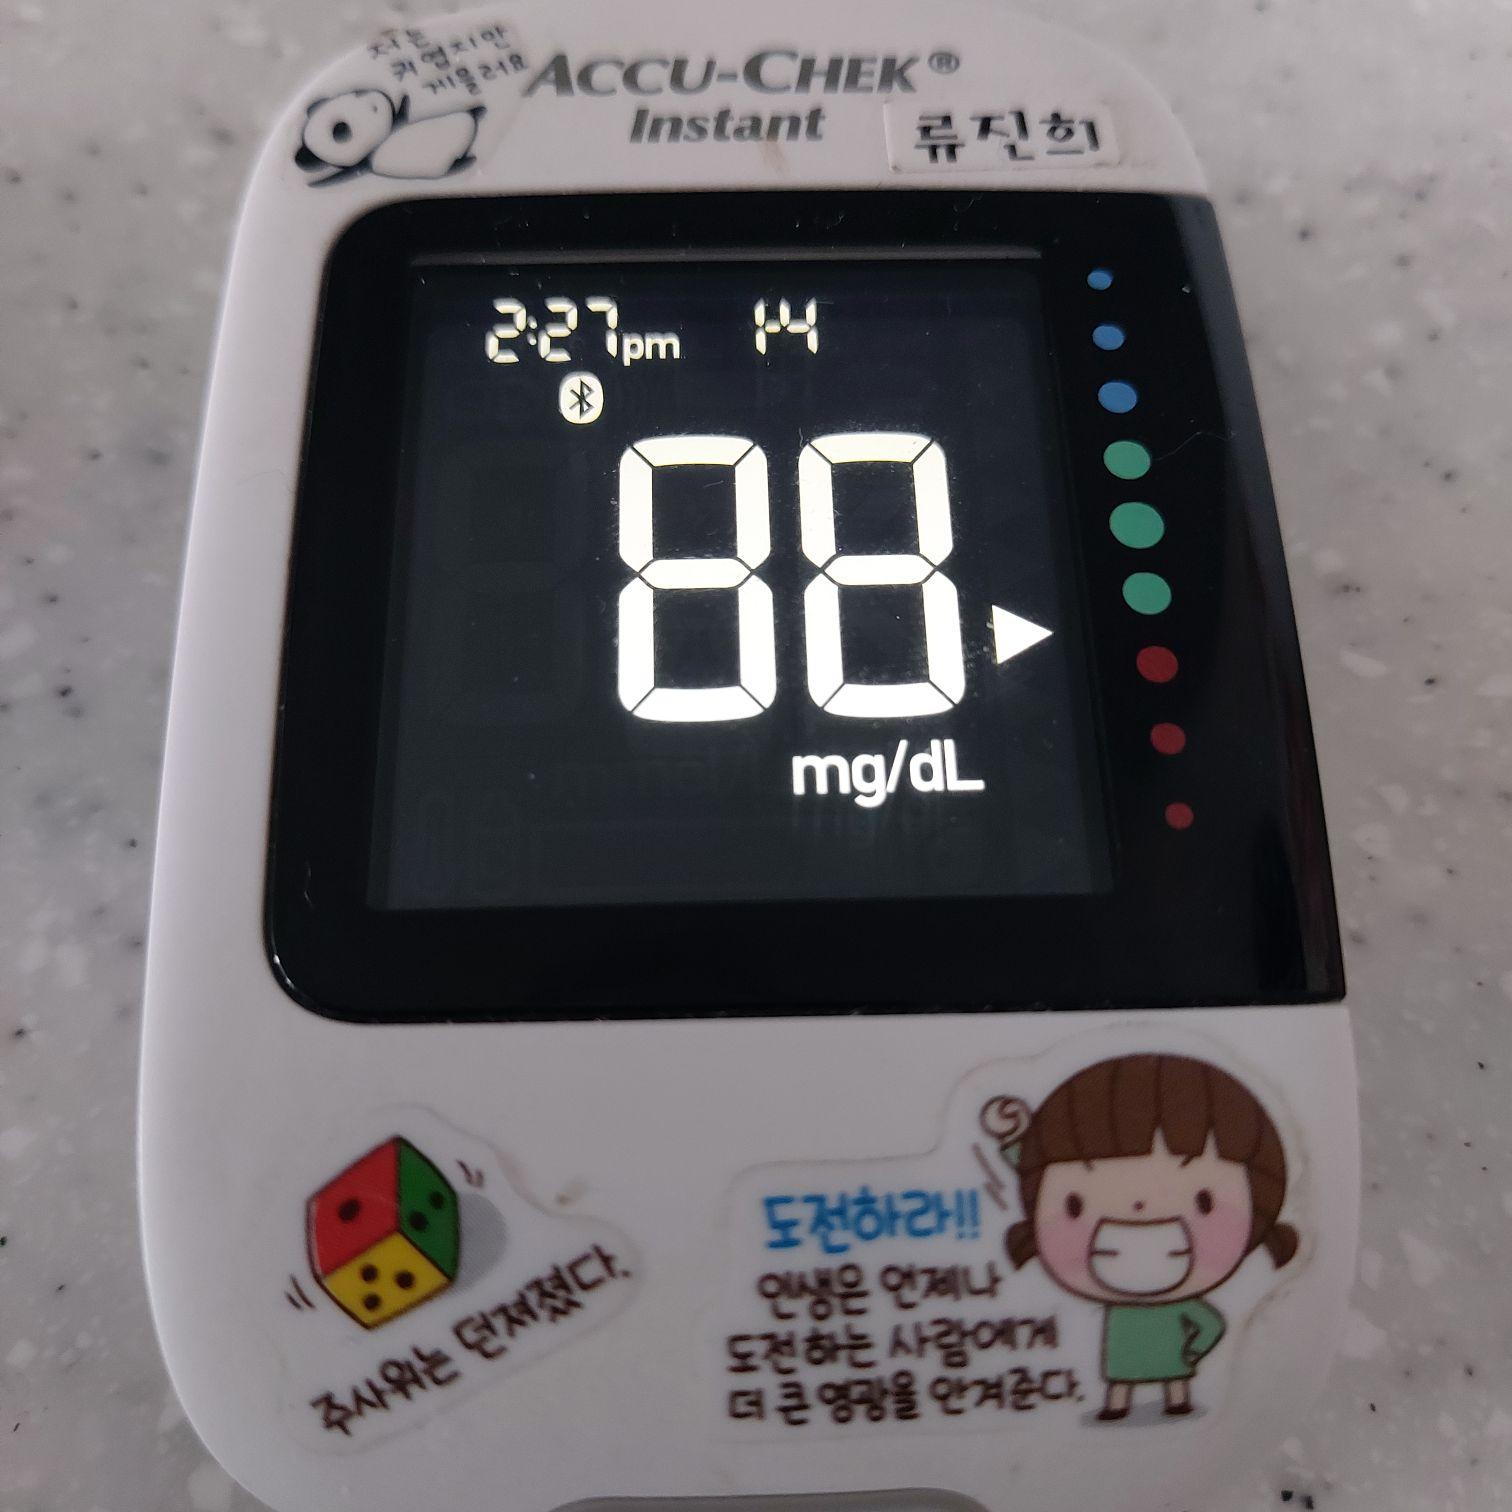 저는
귀엽지만
게을러요
ACCU-CHEK®
Instant
류진희
2:27pm 1-4
88
mg/dL
주사위는 던져졌다.
도전하라!!
인생은 언제나
도전하는 사람에게
더 큰 영광을 안겨준다.